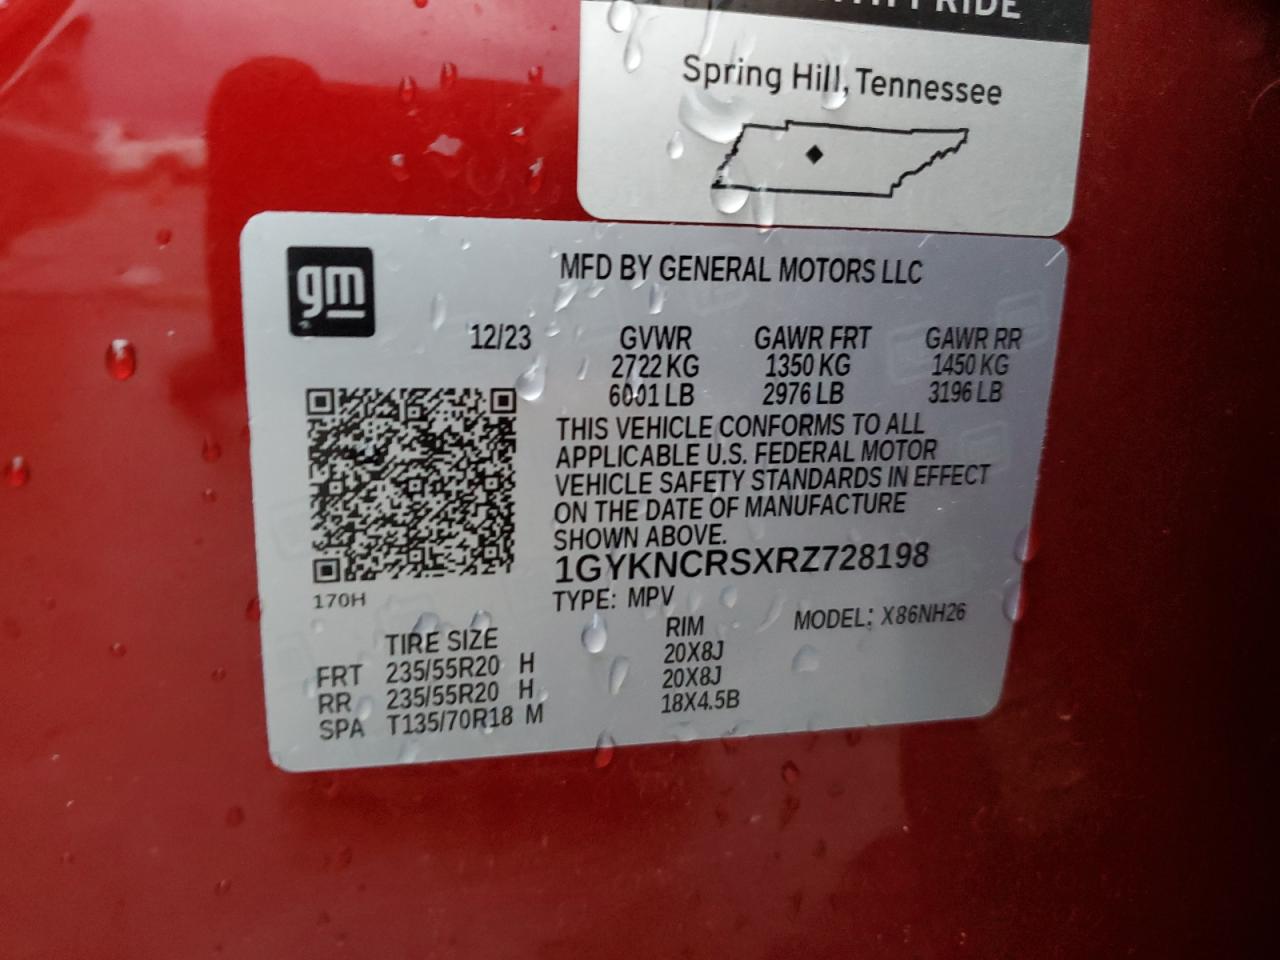 PRIDE
Spring Hill, Tennessee
gm
MFD BY GENERAL MOTORS LLC
12/23 GVWR GAWR FRT GAWR RR
2722 KG 1350 KG 1450 KG
6001 LB 2976 LB 3196 LB
THIS VEHICLE CONFORMS TO ALL
APPLICABLE U.S. FEDERAL MOTOR
VEHICLE SAFETY STANDARDS IN EFFECT
ON THE DATE OF MANUFACTURE
SHOWN ABOVE.
1GYKNCRSXRZ728198
170H
TYPE: MPV
MODEL: X86NH26
TIRE SIZE RIM
FRT 235/55R20 H 20X8J
RR 235/55R20 H 20X8J
SPA T135/70R18 M 18X4.5B